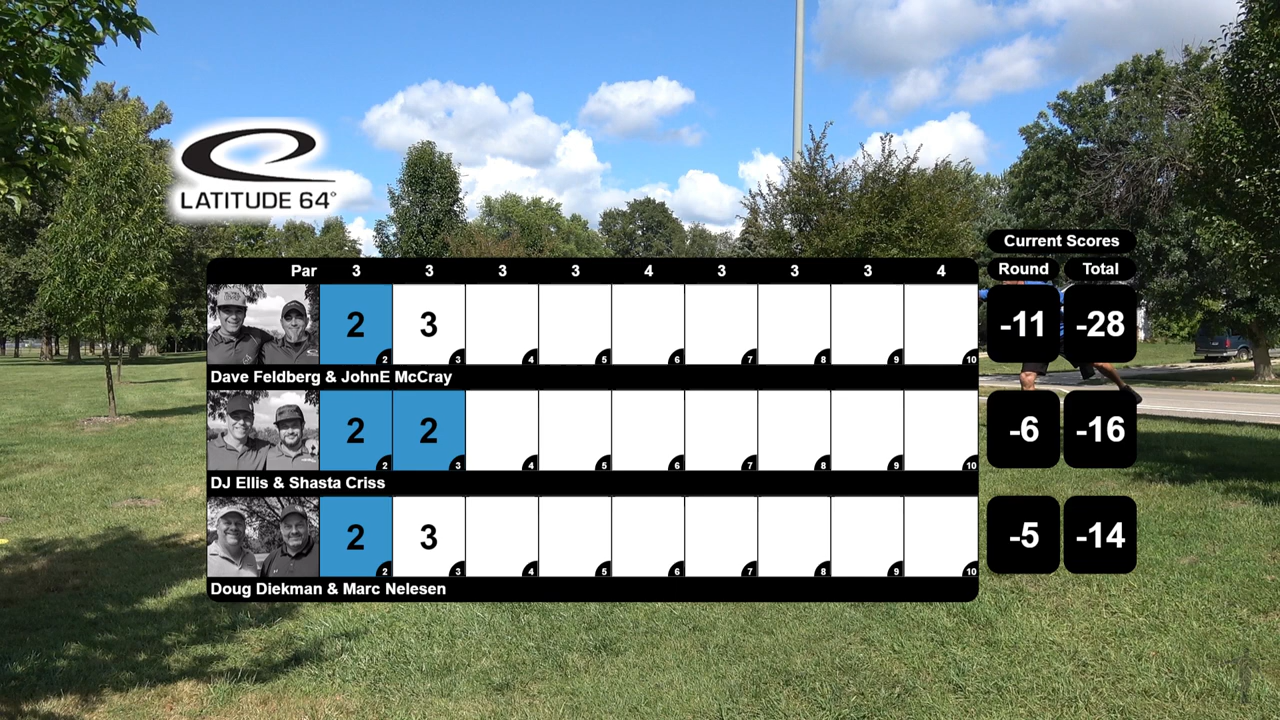 LATITUDE 64°
Current Scores
Par 3 3 3 3 4 3 3 3 4 Round Total
2 3 -11 -28
2 3 4 5 6 7 8 9 10
Dave Feldberg & JohnE McCray
2 2 -6 -16
2 3 4 5 6 7 8 9 10
DJ Ellis & Shasta Criss
2 3 -5 -14
2 3 4 5 6 7 8 9 10
Doug Diekman & Marc Nelesen